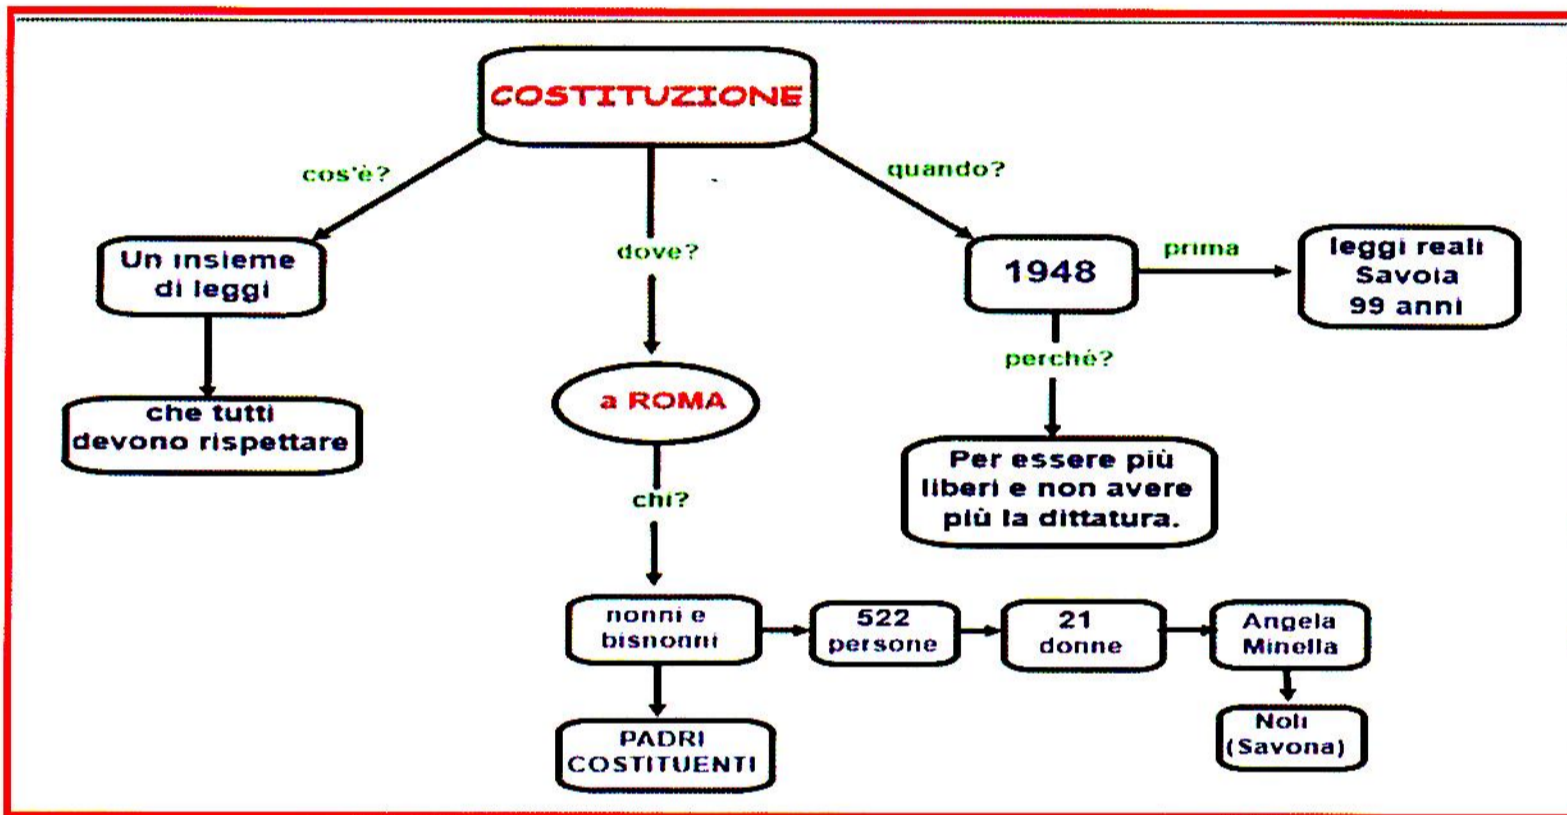 COSTITUZIONE
cos'è?
quando?
dove?
Un insieme
di leggi
1948
prima
leggi reali
Savoia
99 anni
perché?
che tutti
devono rispettare
a ROMA
Per essere più
liberi e non avere
più la dittatura.
chi?
nonni e
bisnonni
522
persone
21
donne
Angela
Minella
PADRI
COSTITUENTI
Noli
(Savona)